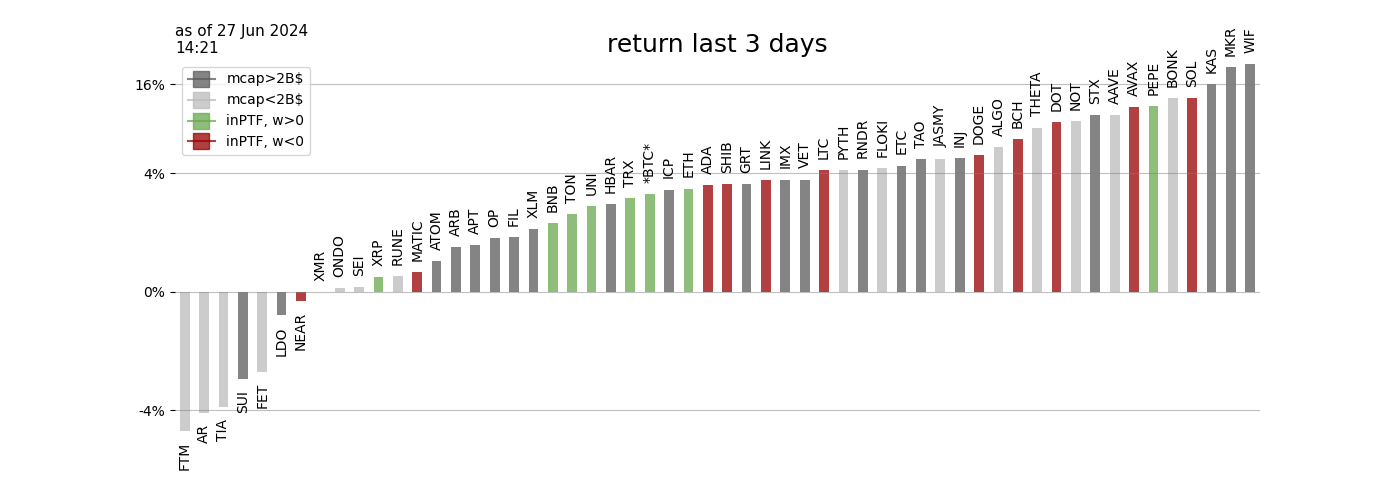 as of 27 Jun 2024
14:21
return last 3 days
mcap>2B$
mcap<2B$
inPTF, w>0
inPTF, w<0
16%
4%
0%
-4%
FTM
AR
TIA
SUI
FET
LDO
NEAR
XMR
ONDO
SEI
XRP
RUNE
MATIC
ATOM
ARB
APT
OP
FIL
XLM
BNB
TON
UNI
HBAR
TRX
*BTC*
ICP
ETH
ADA
SHIB
GRT
LINK
IMX
VET
LTC
PYTH
RNDR
FLOKI
ETC
TAO
JASMY
INJ
DOGE
ALGO
BCH
THETA
DOT
NOT
STX
AAVE
AVAX
PEPE
BONK
SOL
KAS
MKR
WIF